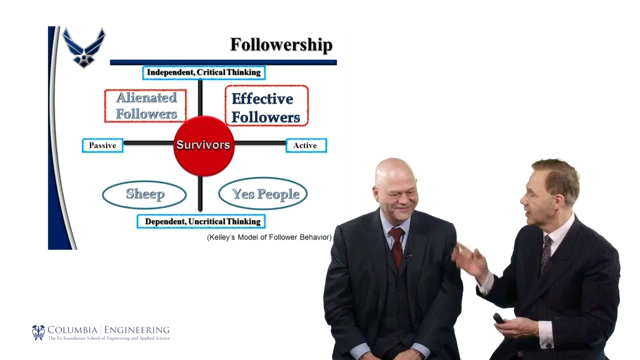 Followership
Independent, Critical Thinking
Alienated
Followers
Effective
Followers
Passive
Survivors
Active
Sheep
Yes People
Dependent, Uncritical Thinking
(Kelley's Model of Follower Behavior)
COLUMBIA | ENGINEERING
The Fu Foundation School of Engineering and Applied Science